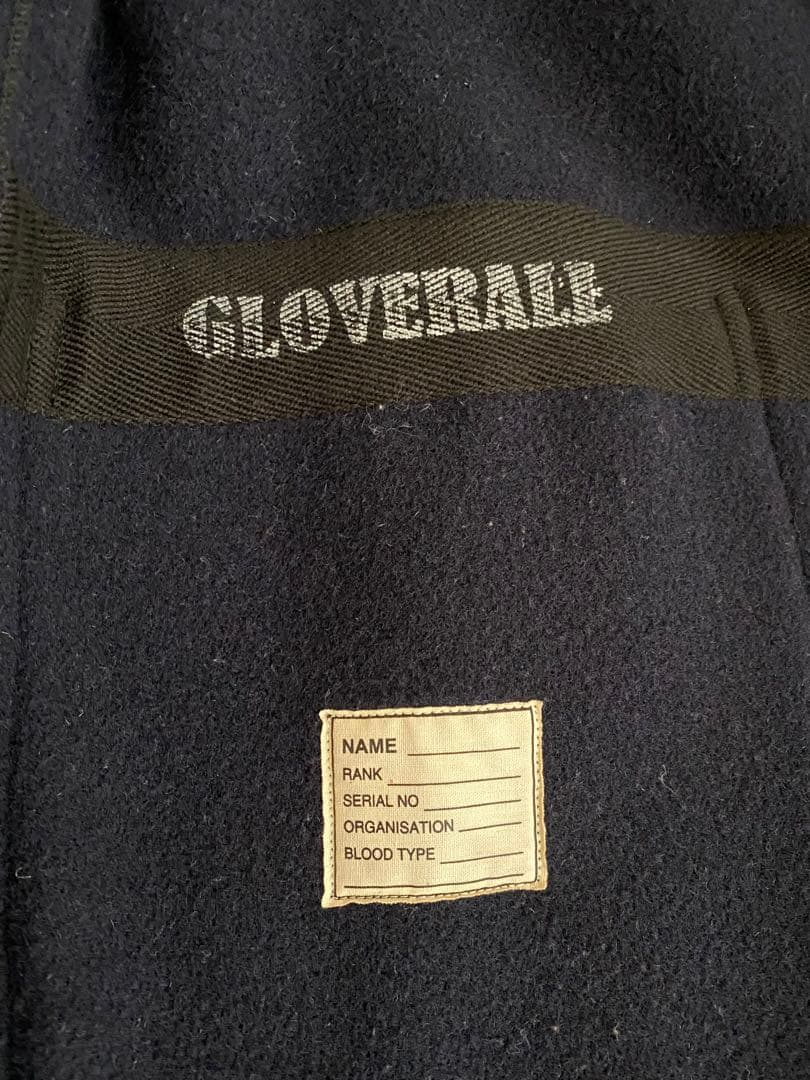 GLOVERALL
NAME
RANK
SERIAL NO
ORGANISATION
BLOOD TYPE